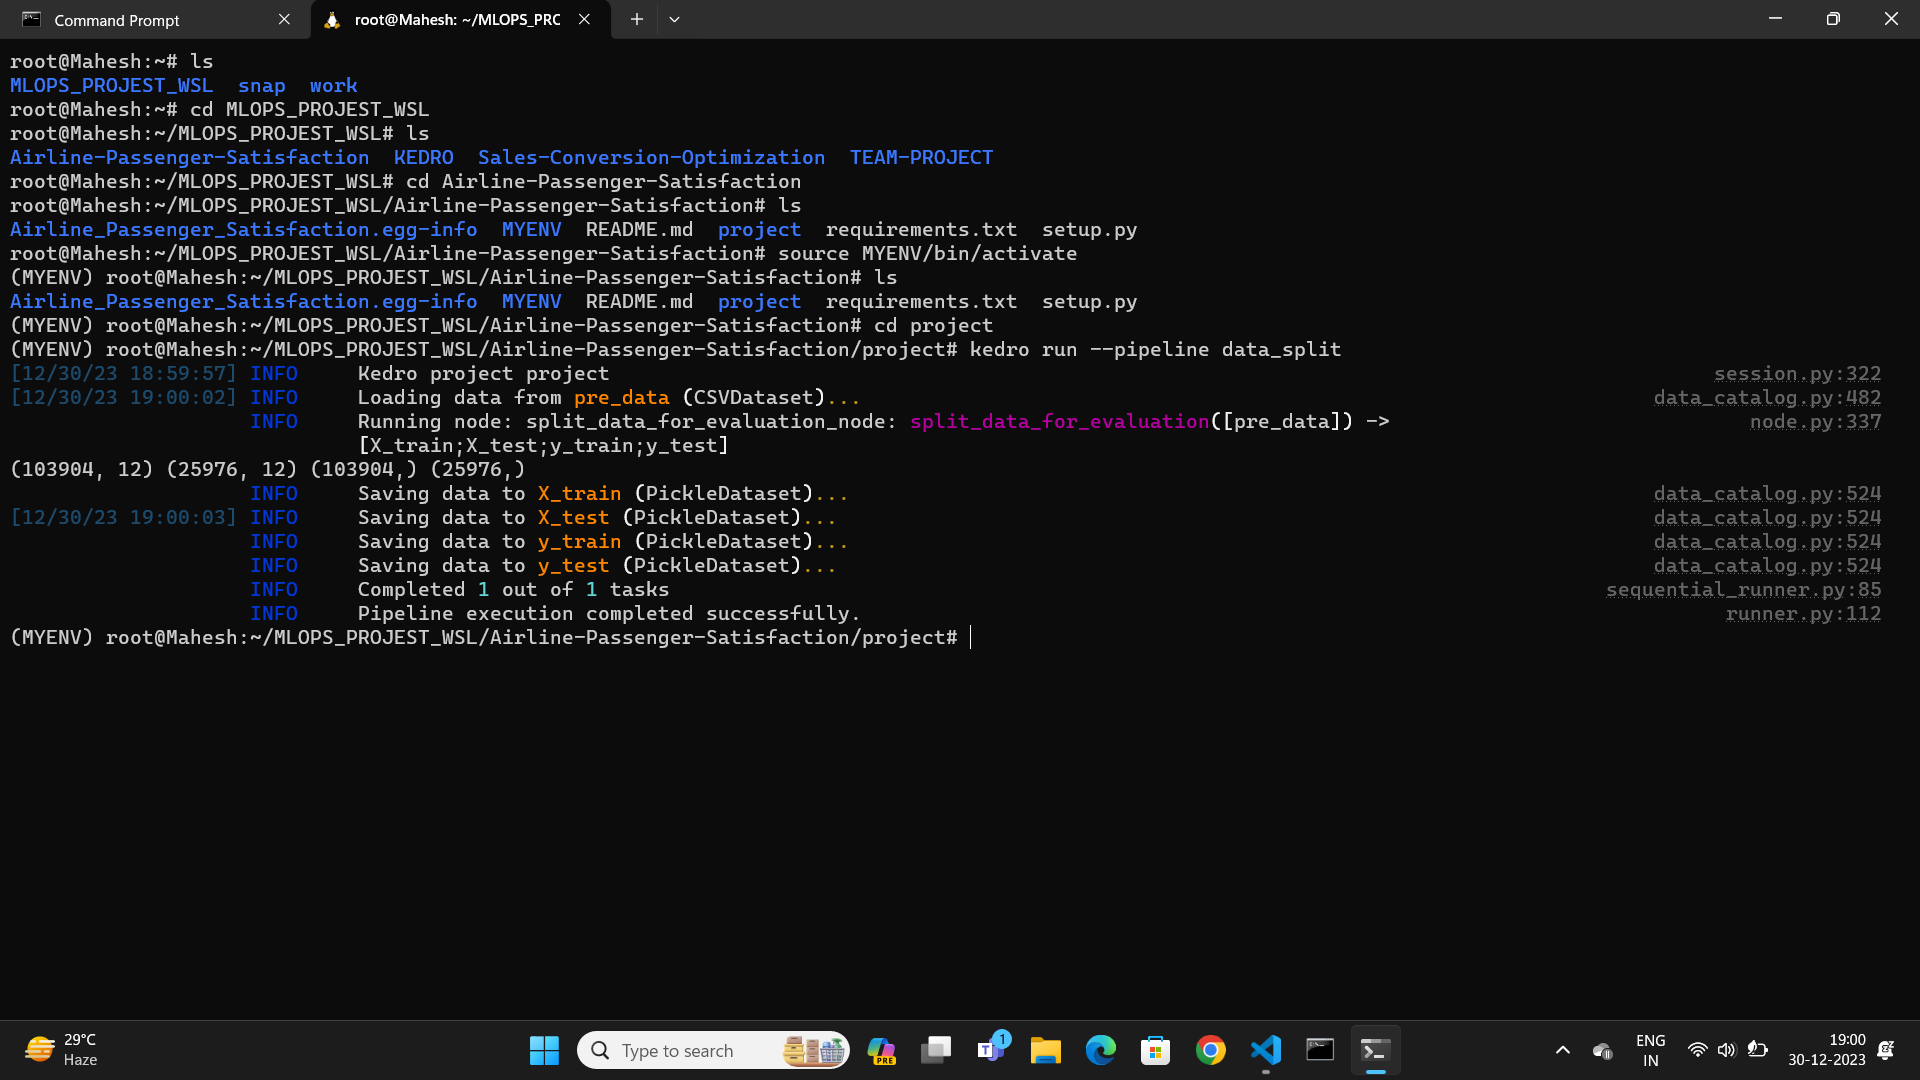 Command Prompt
root@Mahesh: ~/MLOPS_PRC
root@Mahesh:~# ls
MLOPS_PROJEST_WSL  snap  work
root@Mahesh:~# cd MLOPS_PROJEST_WSL
root@Mahesh:~/MLOPS_PROJEST_WSL# ls
Airline-Passenger-Satisfaction  KEDRO  Sales-Conversion-Optimization  TEAM-PROJECT
root@Mahesh:~/MLOPS_PROJEST_WSL# cd Airline-Passenger-Satisfaction
root@Mahesh:~/MLOPS_PROJEST_WSL/Airline-Passenger-Satisfaction# ls
Airline_Passenger_Satisfaction.egg-info  MYENV  README.md  project  requirements.txt  setup.py
root@Mahesh:~/MLOPS_PROJEST_WSL/Airline-Passenger-Satisfaction# source MYENV/bin/activate
(MYENV) root@Mahesh:~/MLOPS_PROJEST_WSL/Airline-Passenger-Satisfaction# ls
Airline_Passenger_Satisfaction.egg-info  MYENV  README.md  project  requirements.txt  setup.py
(MYENV) root@Mahesh:~/MLOPS_PROJEST_WSL/Airline-Passenger-Satisfaction# cd project
(MYENV) root@Mahesh:~/MLOPS_PROJEST_WSL/Airline-Passenger-Satisfaction/project# kedro run --pipeline data_split
[12/30/23 18:59:57] INFO     Kedro project project     session.py:322
[12/30/23 19:00:02] INFO     Loading data from pre_data (CSVDataset)...     data_catalog.py:482
INFO     Running node: split_data_for_evaluation_node: split_data_for_evaluation([pre_data]) ->     node.py:337
[X_train;X_test;y_train;y_test]
(103904, 12) (25976, 12) (103904,) (25976,)
INFO     Saving data to X_train (PickleDataset)...     data_catalog.py:524
[12/30/23 19:00:03] INFO     Saving data to X_test (PickleDataset)...     data_catalog.py:524
INFO     Saving data to y_train (PickleDataset)...     data_catalog.py:524
INFO     Saving data to y_test (PickleDataset)...     data_catalog.py:524
INFO     Completed 1 out of 1 tasks     sequential_runner.py:85
INFO     Pipeline execution completed successfully.     runner.py:112
(MYENV) root@Mahesh:~/MLOPS_PROJEST_WSL/Airline-Passenger-Satisfaction/project#
29°C
Haze
Type to search
PRE
1
ENG
IN
19:00
30-12-2023